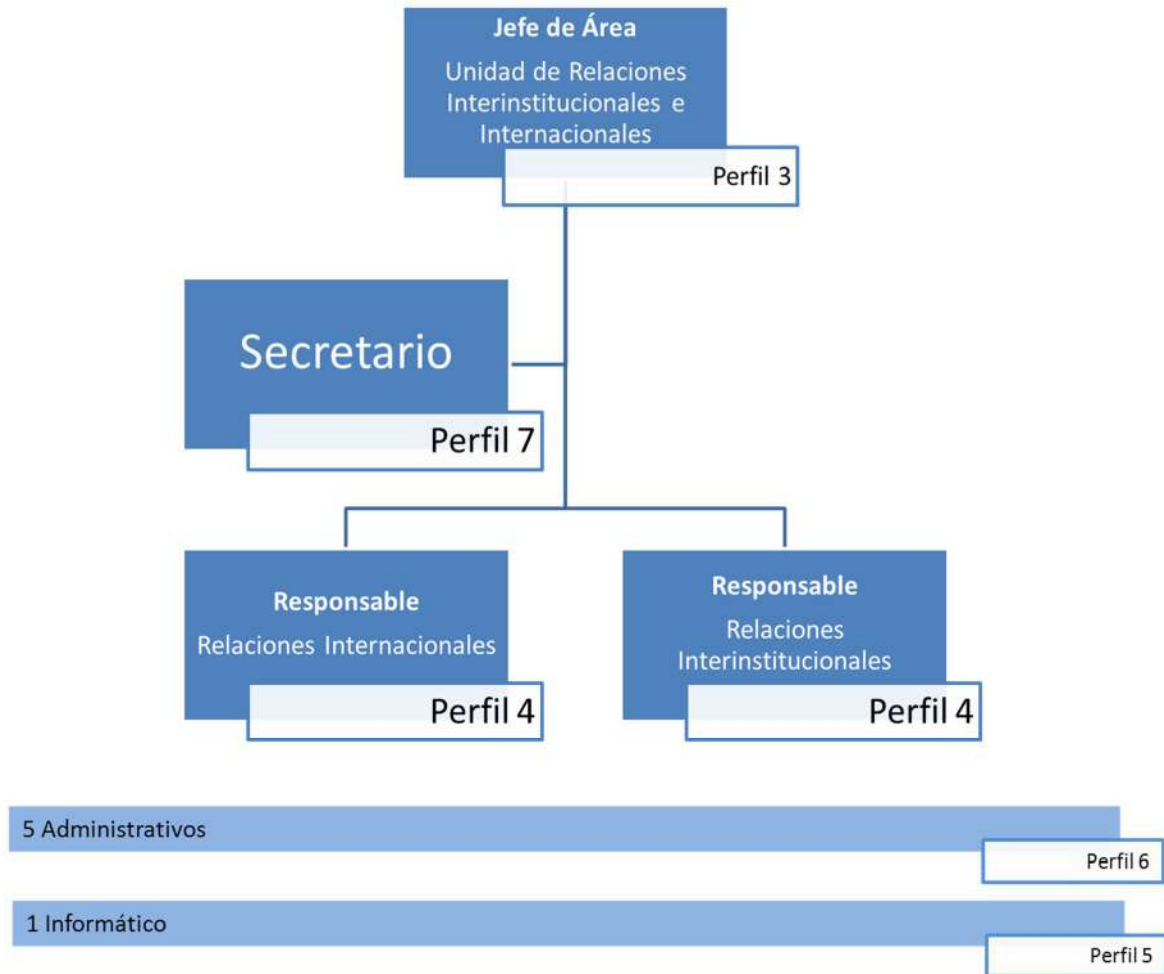 Jefe de Área
Unidad de Relaciones
Interinstitucionales e
Internacionales
Perfil 3
Secretario
Perfil 7
Responsable
Relaciones Internacionales
Perfil 4
Responsable
Relaciones
Interinstitucionales
Perfil 4
5 Administrativos
Perfil 6
1 Informático
Perfil 5